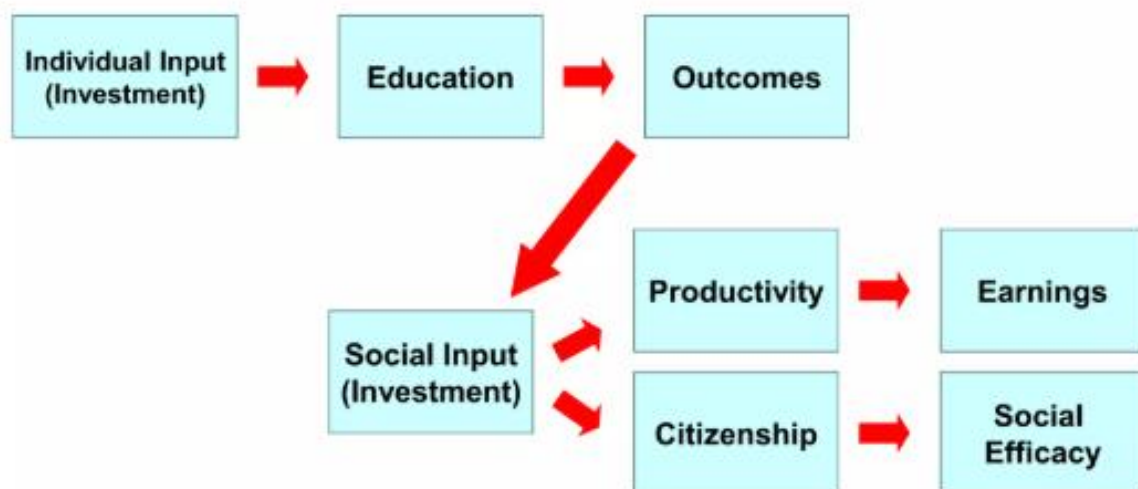 Individual Input
(Investment)
Education
Outcomes
Productivity
Earnings
Social Input
(Investment)
Citizenship
Social
Efficacy